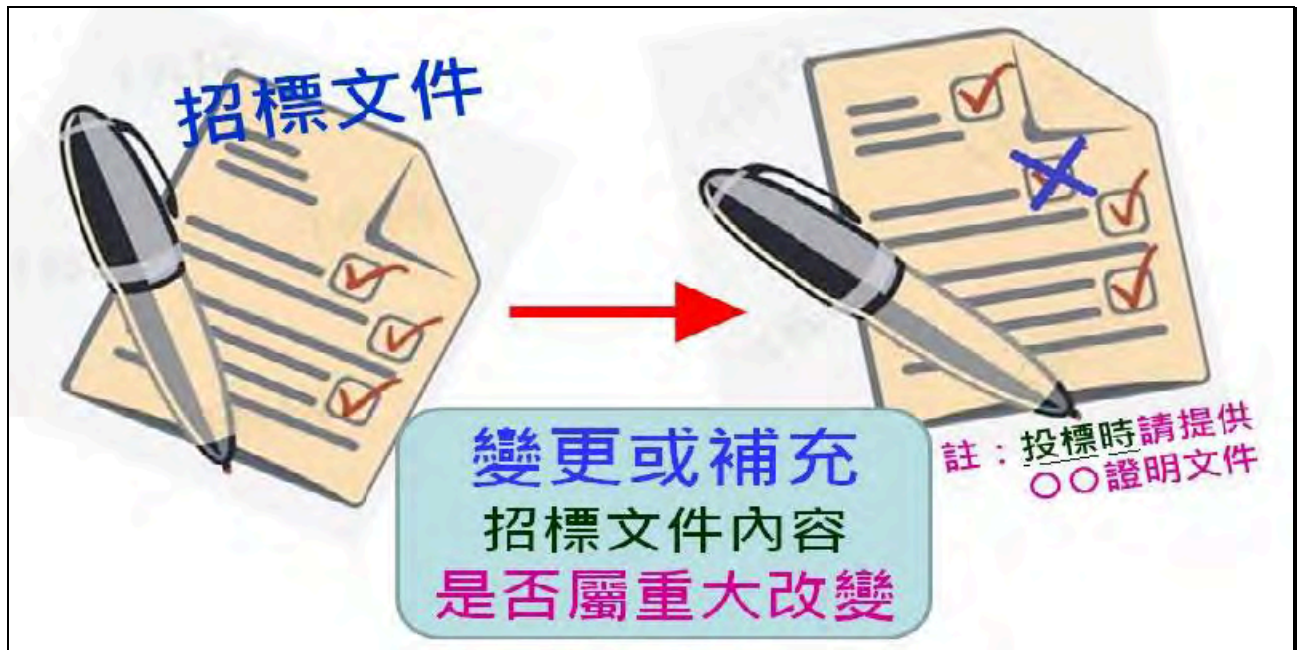 招標文件
變更或補充
招標文件內容
是否屬重大改變
註：投標時請提供
○○證明文件